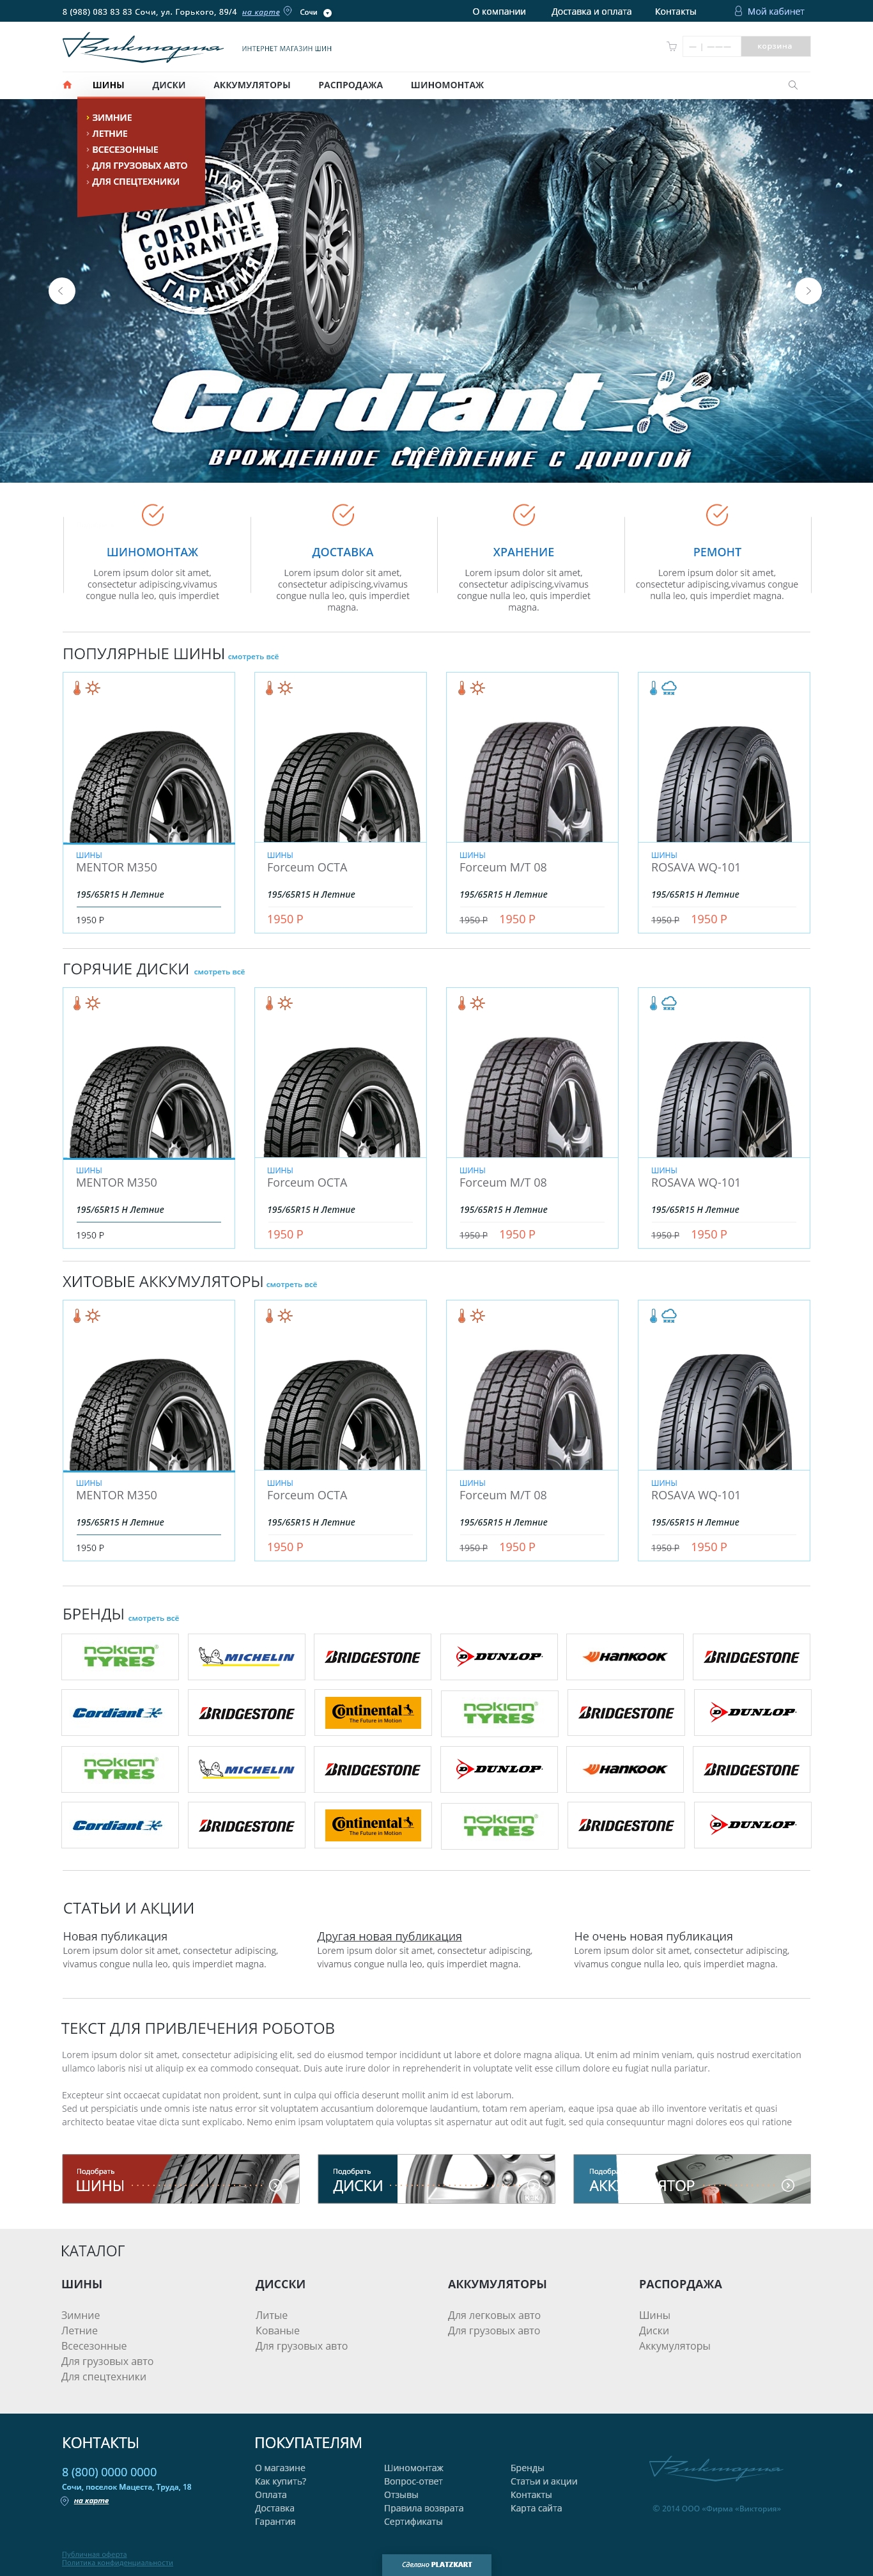 8 (988) 083 83 83 Сочи, ул. Горького, 89/4 на карте Сочи О компании Доставка и оплата Контакты Мой кабинет
Виктория ИНТЕРНЕТ МАГАЗИН ШИН корзина
ШИНЫ ДИСКИ АККУМУЛЯТОРЫ РАСПРОДАЖА ШИНОМОНТАЖ
ЗИМНИЕ
ЛЕТНИЕ
ВСЕСЕЗОННЫЕ
ДЛЯ ГРУЗОВЫХ АВТО
ДЛЯ СПЕЦТЕХНИКИ
CORDIANT
GUARANTEE
ГАРАНТИЯ
Cordiant
ВРОЖДЕННОЕ СЦЕПЛЕНИЕ С ДОРОГОЙ
ШИНОМОНТАЖ
Lorem ipsum dolor sit amet,
consectetur adipiscing,vivamus
congue nulla leo, quis imperdiet
ДОСТАВКА
Lorem ipsum dolor sit amet,
consectetur adipiscing,vivamus
congue nulla leo, quis imperdiet
magna.
ХРАНЕНИЕ
Lorem ipsum dolor sit amet,
consectetur adipiscing,vivamus
congue nulla leo, quis imperdiet
magna.
РЕМОНТ
Lorem ipsum dolor sit amet,
consectetur adipiscing,vivamus congue
nulla leo, quis imperdiet magna.
ПОПУЛЯРНЫЕ ШИНЫ смотреть всё
ШИНЫ
MENTOR M350
195/65R15 H Летние
1950 Р
ШИНЫ
Forceum OCTA
195/65R15 H Летние
1950 Р
ШИНЫ
Forceum M/T 08
195/65R15 H Летние
1950 Р 1950 Р
ШИНЫ
ROSAVA WQ-101
195/65R15 H Летние
1950 Р 1950 Р
ГОРЯЧИЕ ДИСКИ смотреть всё
ШИНЫ
MENTOR M350
195/65R15 H Летние
1950 Р
ШИНЫ
Forceum OCTA
195/65R15 H Летние
1950 Р
ШИНЫ
Forceum M/T 08
195/65R15 H Летние
1950 Р 1950 Р
ШИНЫ
ROSAVA WQ-101
195/65R15 H Летние
1950 Р 1950 Р
ХИТОВЫЕ АККУМУЛЯТОРЫ смотреть всё
ШИНЫ
MENTOR M350
195/65R15 H Летние
1950 Р
ШИНЫ
Forceum OCTA
195/65R15 H Летние
1950 Р
ШИНЫ
Forceum M/T 08
195/65R15 H Летние
1950 Р 1950 Р
ШИНЫ
ROSAVA WQ-101
195/65R15 H Летние
1950 Р 1950 Р
БРЕНДЫ смотреть всё
nokian TYRES MICHELIN BRIDGESTONE DUNLOP HANKOOK BRIDGESTONE
Cordiant BRIDGESTONE Continental The Future in Motion nokian TYRES BRIDGESTONE DUNLOP
nokian TYRES MICHELIN BRIDGESTONE DUNLOP HANKOOK BRIDGESTONE
Cordiant BRIDGESTONE Continental The Future in Motion nokian TYRES BRIDGESTONE DUNLOP
СТАТЬИ И АКЦИИ
Новая публикация
Lorem ipsum dolor sit amet, consectetur adipiscing,
vivamus congue nulla leo, quis imperdiet magna.
Другая новая публикация
Lorem ipsum dolor sit amet, consectetur adipiscing,
vivamus congue nulla leo, quis imperdiet magna.
Не очень новая публикация
Lorem ipsum dolor sit amet, consectetur adipiscing,
vivamus congue nulla leo, quis imperdiet magna.
ТЕКСТ ДЛЯ ПРИВЛЕЧЕНИЯ РОБОТОВ
Lorem ipsum dolor sit amet, consectetur adipisicing elit, sed do eiusmod tempor incididunt ut labore et dolore magna aliqua. Ut enim ad minim veniam, quis nostrud exercitation
ullamco laboris nisi ut aliquip ex ea commodo consequat. Duis aute irure dolor in reprehenderit in voluptate velit esse cillum dolore eu fugiat nulla pariatur.
Excepteur sint occaecat cupidatat non proident, sunt in culpa qui officia deserunt mollit anim id est laborum.
Sed ut perspiciatis unde omnis iste natus error sit voluptatem accusantium doloremque laudantium, totam rem aperiam, eaque ipsa quae ab illo inventore veritatis et quasi
architecto beatae vitae dicta sunt explicabo. Nemo enim ipsam voluptatem quia voluptas sit aspernatur aut odit aut fugit, sed quia consequuntur magni dolores eos qui ratione
Подобрать
ШИНЫ
Подобрать
ДИСКИ
Подобрать
АККУМУЛЯТОР
КАТАЛОГ
ШИНЫ
Зимние
Летние
Всесезонные
Для грузовых авто
Для спецтехники
ДИССКИ
Литые
Кованые
Для грузовых авто
АККУМУЛЯТОРЫ
Для легковых авто
Для грузовых авто
РАСПОРДАЖА
Шины
Диски
Аккумуляторы
КОНТАКТЫ
8 (800) 0000 0000
Сочи, поселок Мацеста, Труда, 18
на карте
ПОКУПАТЕЛЯМ
О магазине
Как купить?
Оплата
Доставка
Гарантия
Шиномонтаж
Вопрос-ответ
Отзывы
Правила возврата
Сертификаты
Бренды
Статьи и акции
Контакты
Карта сайта
Виктория
© 2014 ООО «Фирма «Виктория»
Публичная оферта
Политика конфиденциальности
Сделано PLATZKART